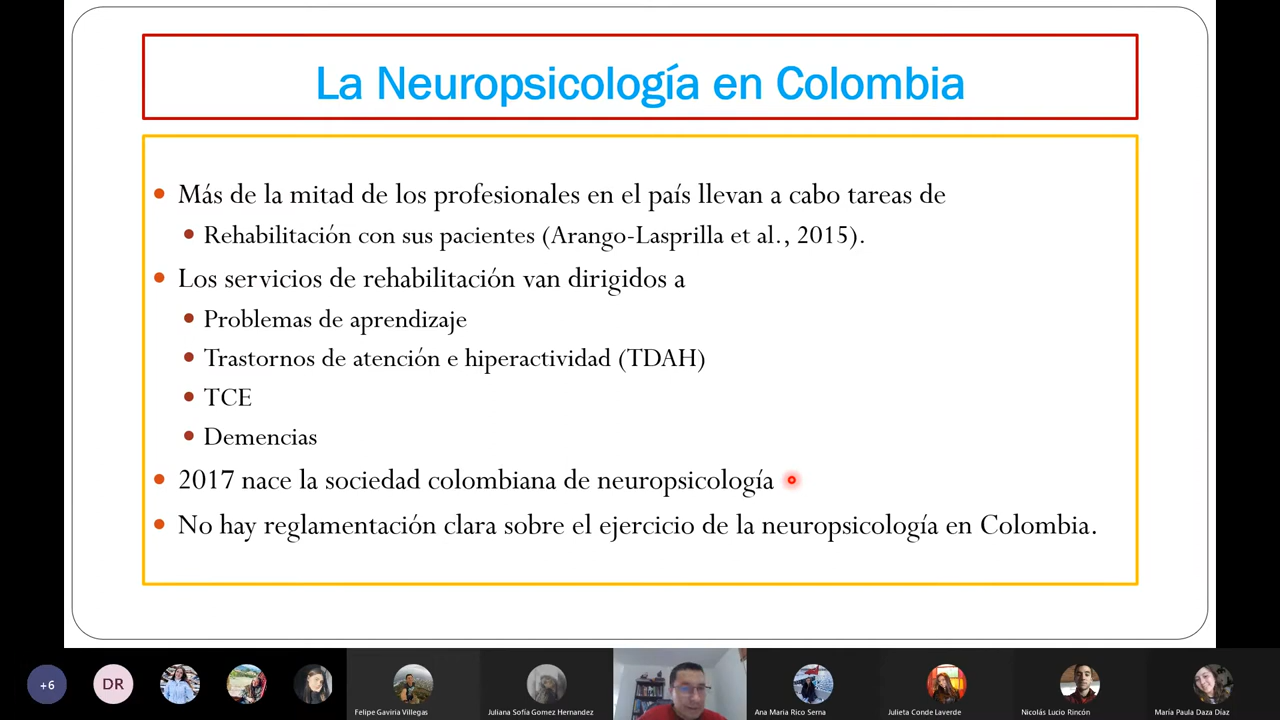 La Neuropsicología en Colombia
Más de la mitad de los profesionales en el país llevan a cabo tareas de
Rehabilitación con sus pacientes (Arango-Lasprilla et al., 2015).
Los servicios de rehabilitación van dirigidos a
Problemas de aprendizaje
Trastornos de atención e hiperactividad (TDAH)
TCE
Demencias
2017 nace la sociedad colombiana de neuropsicología
No hay reglamentación clara sobre el ejercicio de la neuropsicología en Colombia.
+6
DR
Felipe Gaviria Villegas
Juliana Sofía Gomez Hernandez
Ana Maria Rico Serna
Julieta Conde Laverde
Nicolás Lucio Rincón
María Paula Daza Díaz